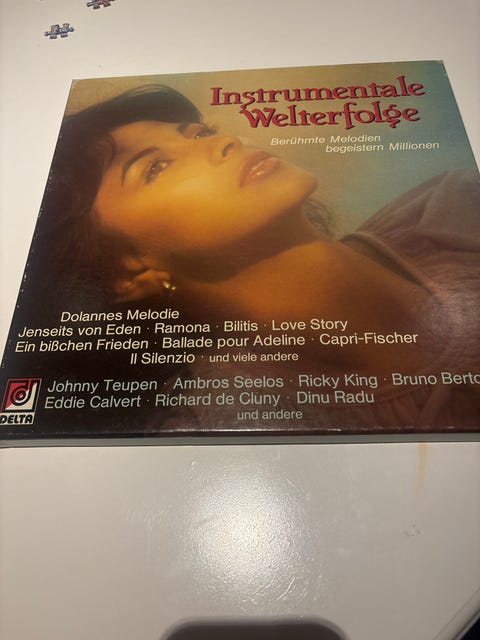 Instrumentale
Welterfolge
Berühmte Melodien
begeistern Millionen
Dolannes Melodie
Jenseits von Eden · Ramona · Bilitis · Love Story
Ein bißchen Frieden · Ballade pour Adeline · Capri-Fischer
Il Silenzio · und viele andere
Johnny Teupen · Ambros Seelos · Ricky King · Bruno Berto
Eddie Calvert · Richard de Cluny · Dinu Radu
und andere
DELTA